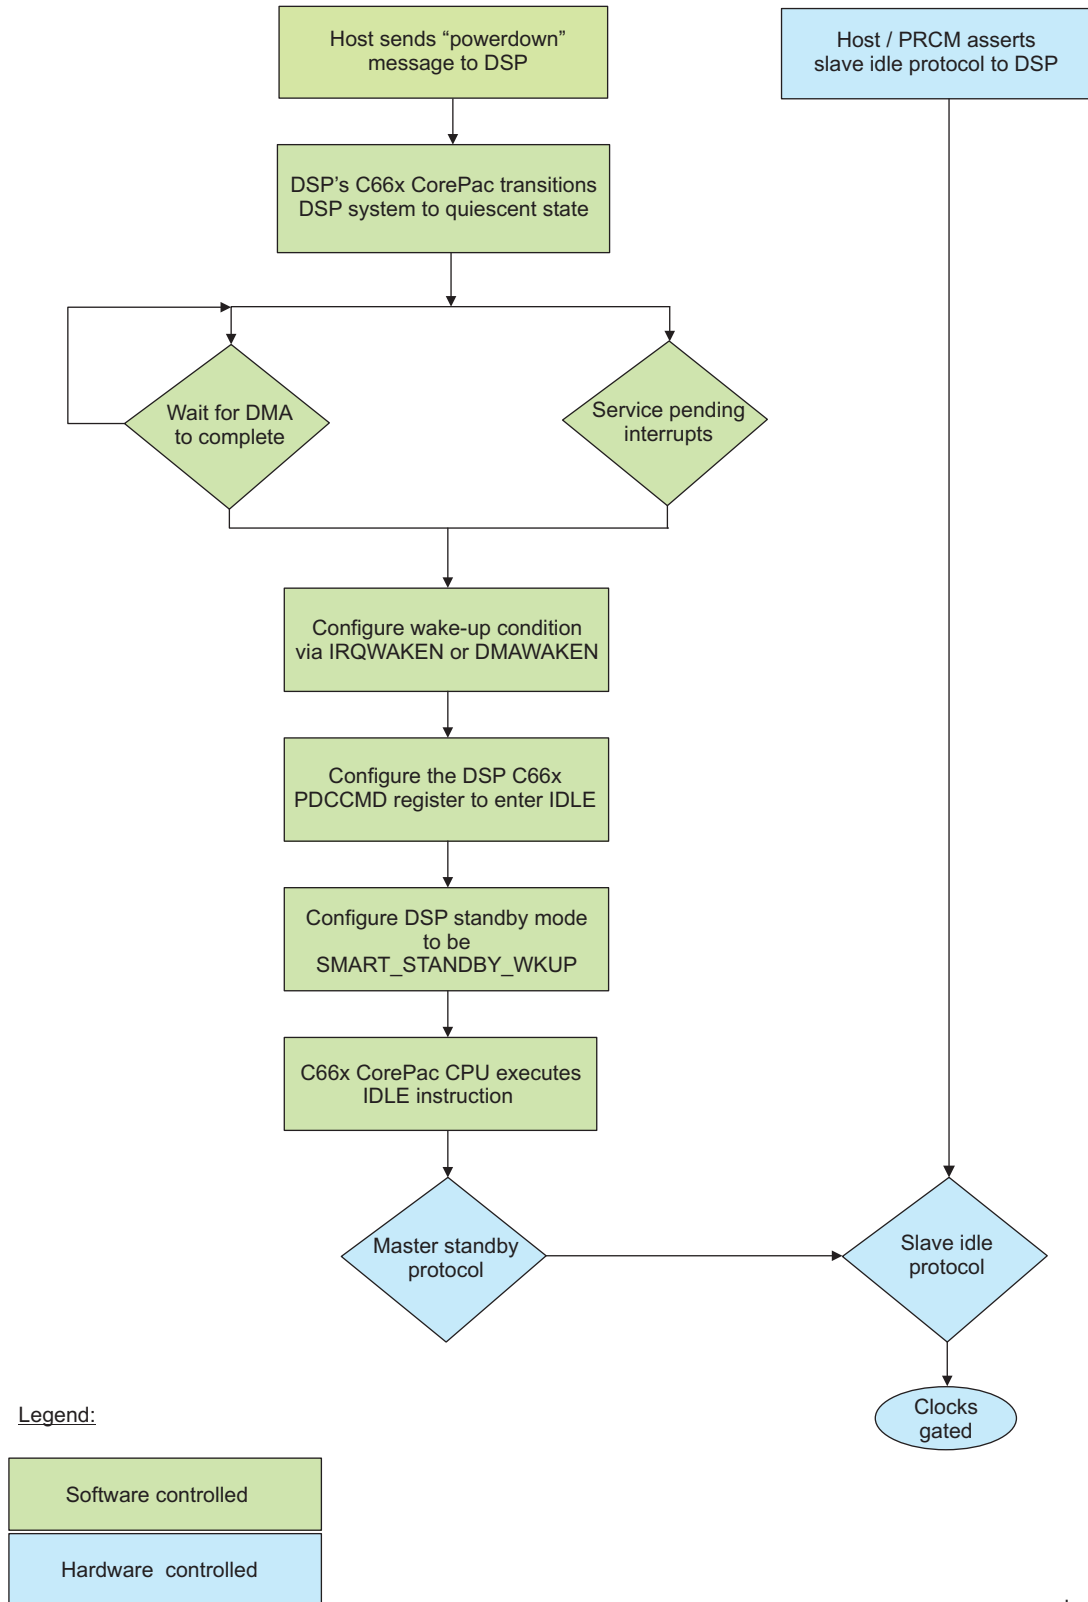 Host sends “powerdown”
message to DSP
Host / PRCM asserts
slave idle protocol to DSP
DSP’s C66x CorePac transitions
DSP system to quiescent state
Wait for DMA
to complete
Service pending
interrupts
Configure wake-up condition
via IRQWAKEN or DMAWAKEN
Configure the DSP C66x
PDCCMD register to enter IDLE
Configure DSP standby mode
to be
SMART_STANDBY_WKUP
C66x CorePac CPU executes
IDLE instruction
Master standby
protocol
Slave idle
protocol
Clocks
gated
Legend:
Software controlled
Hardware controlled